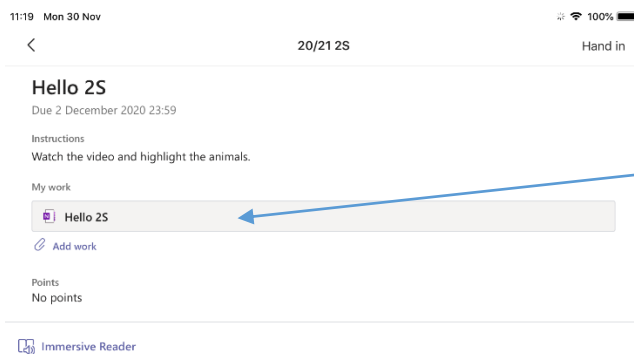 11:19 Mon 30 Nov 100%
20/21 2S Hand in
Hello 2S
Due 2 December 2020 23:59
Instructions
Watch the video and highlight the animals.
My work
Hello 2S
Add work
Points
No points
Immersive Reader